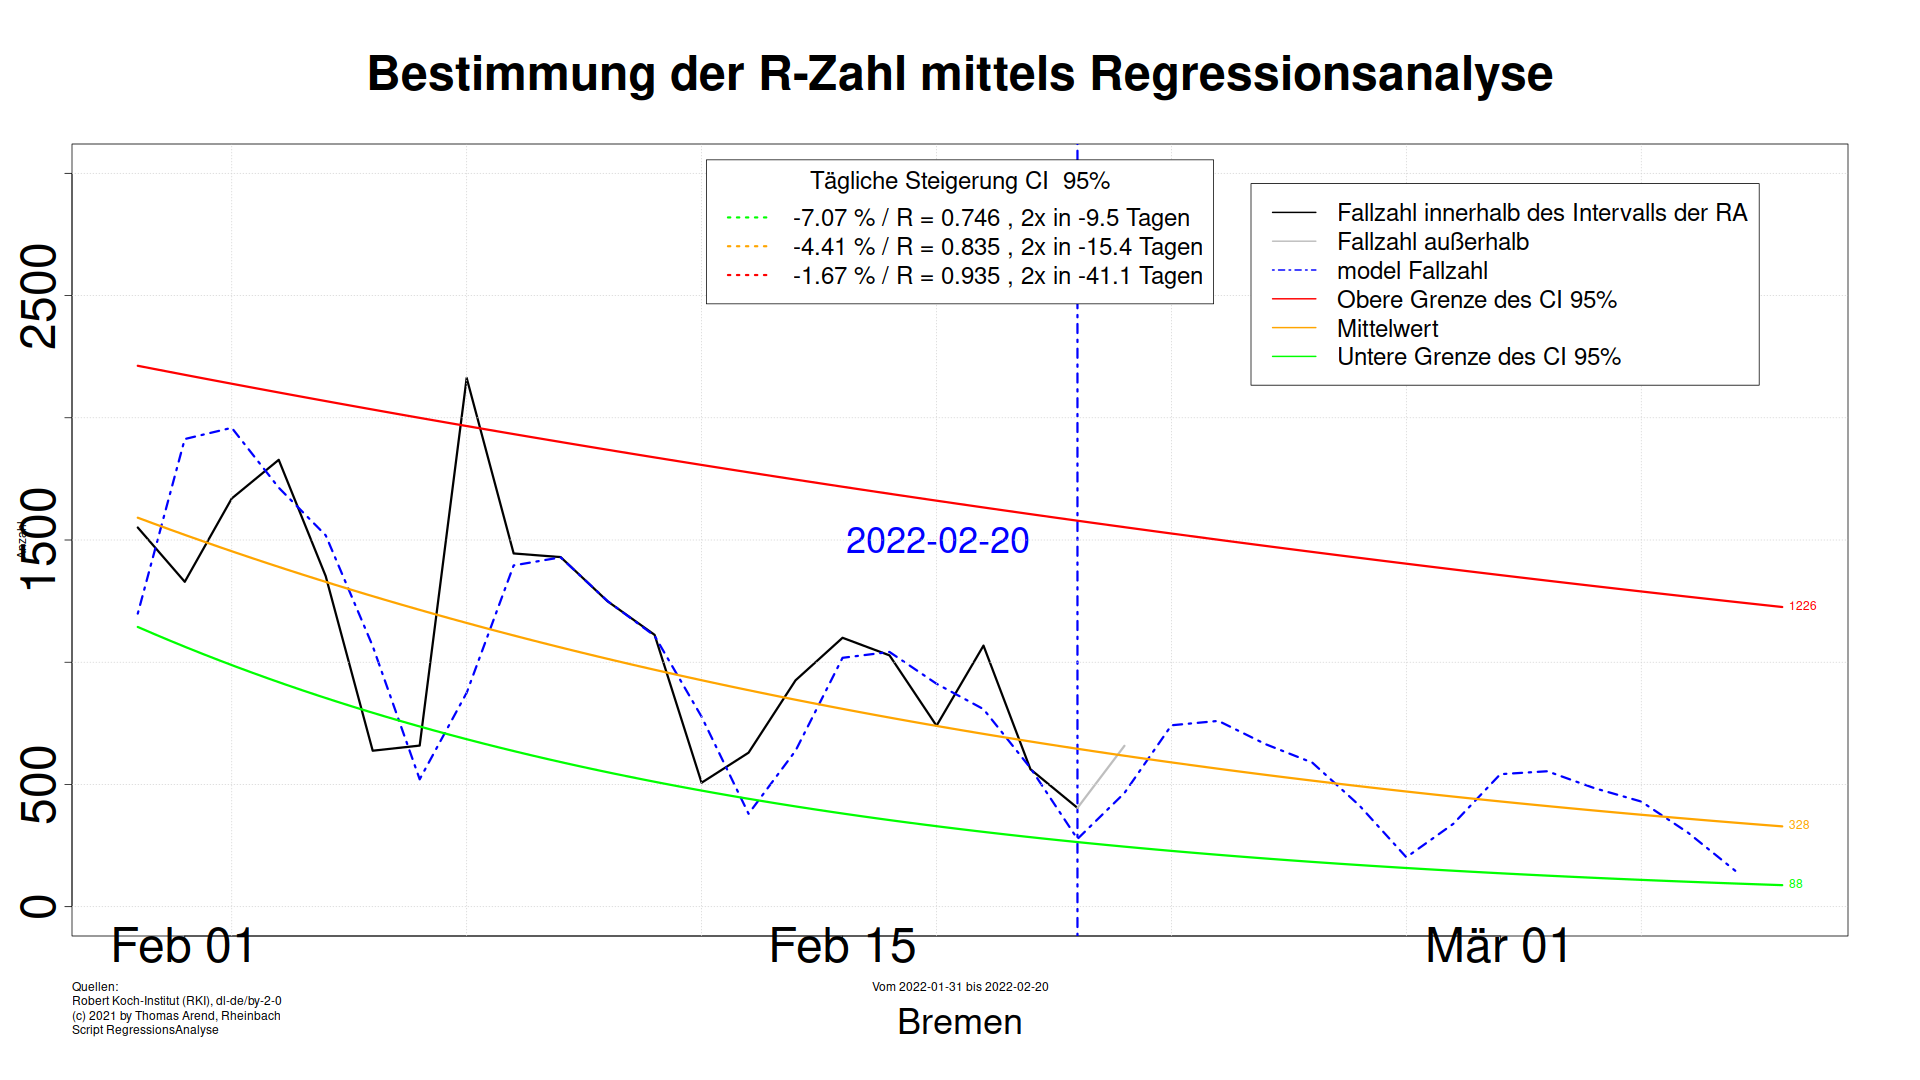 Bestimmung der R-Zahl mittels Regressionsanalyse
Tägliche Steigerung CI  95%
-7.07 % / R = 0.746 , 2x in -9.5 Tagen
-4.41 % / R = 0.835 , 2x in -15.4 Tagen
-1.67 % / R = 0.935 , 2x in -41.1 Tagen
Fallzahl innerhalb des Intervalls der RA
Fallzahl außerhalb
model Fallzahl
Obere Grenze des CI 95%
Mittelwert
Untere Grenze des CI 95%
2500
1500
500
0
Anzahl
2022-02-20
1226
328
88
Feb 01
Feb 15
Mär 01
Quellen:
Robert Koch-Institut (RKI), dl-de/by-2-0
(c) 2021 by Thomas Arend, Rheinbach
Script RegressionsAnalyse
Vom 2022-01-31 bis 2022-02-20
Bremen